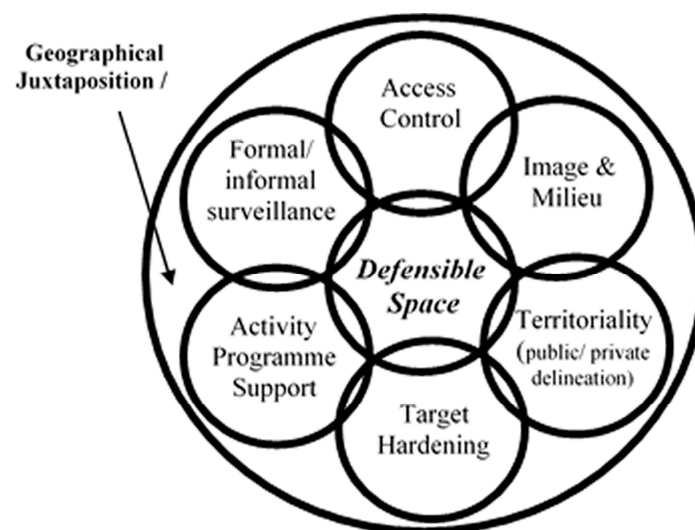 Geographical
Juxtaposition /
Access
Control
Formal/
informal
surveillance
Image &
Milieu
Defensible
Space
Activity
Programme
Support
Territoriality
(public/ private
delineation)
Target
Hardening